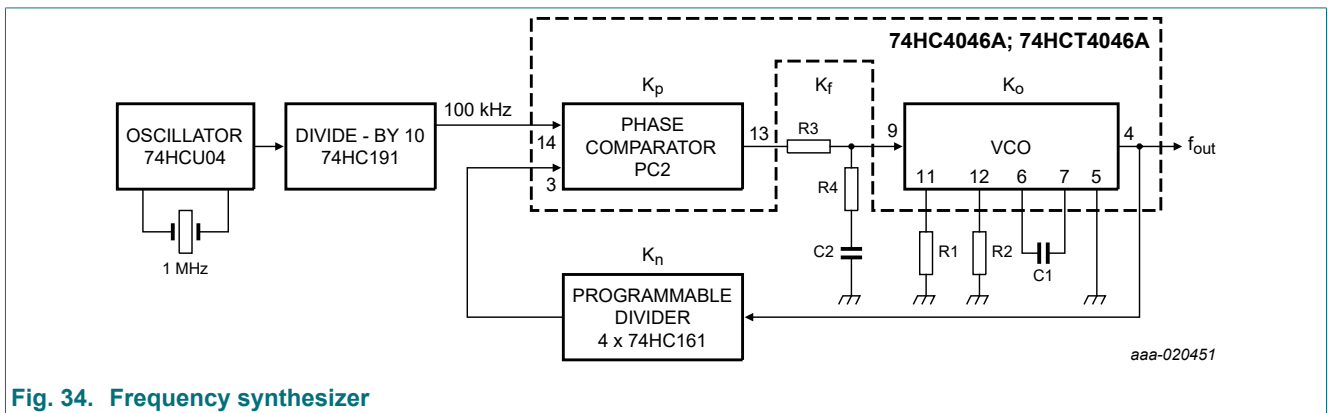 74HC4046A; 74HCT4046A
Kp
Kf
Ko
100 kHz
OSCILLATOR
74HCU04
DIVIDE - BY 10
74HC191
14
3
PHASE
COMPARATOR
PC2
13
R3
9
VCO
4
fout
11
12
6
7
5
R4
C2
R1
R2
C1
1 MHz
Kn
PROGRAMMABLE
DIVIDER
4 x 74HC161
aaa-020451
Fig. 34. Frequency synthesizer